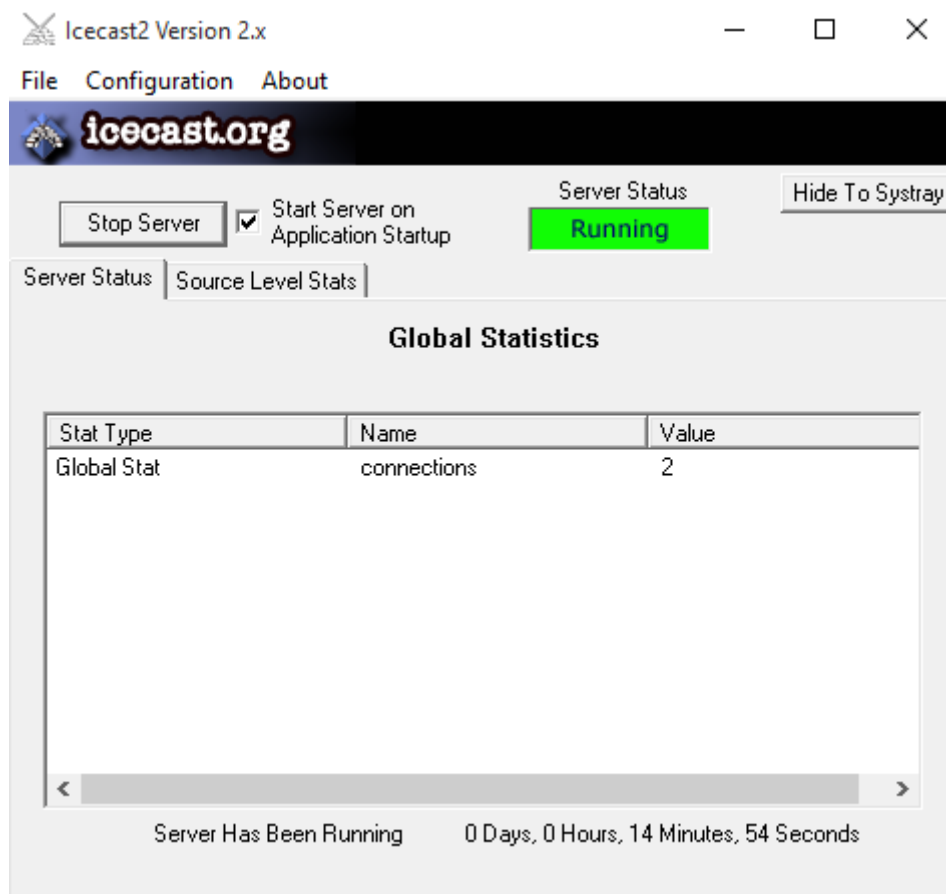 Icecast2 Version 2.x
File Configuration About
icecast.org
Stop Server
Start Server on
Application Startup
Server Status
Running
Hide To Systray
Server Status Source Level Stats
Global Statistics
Stat Type Name Value
Global Stat connections 2
Server Has Been Running 0 Days, 0 Hours, 14 Minutes, 54 Seconds